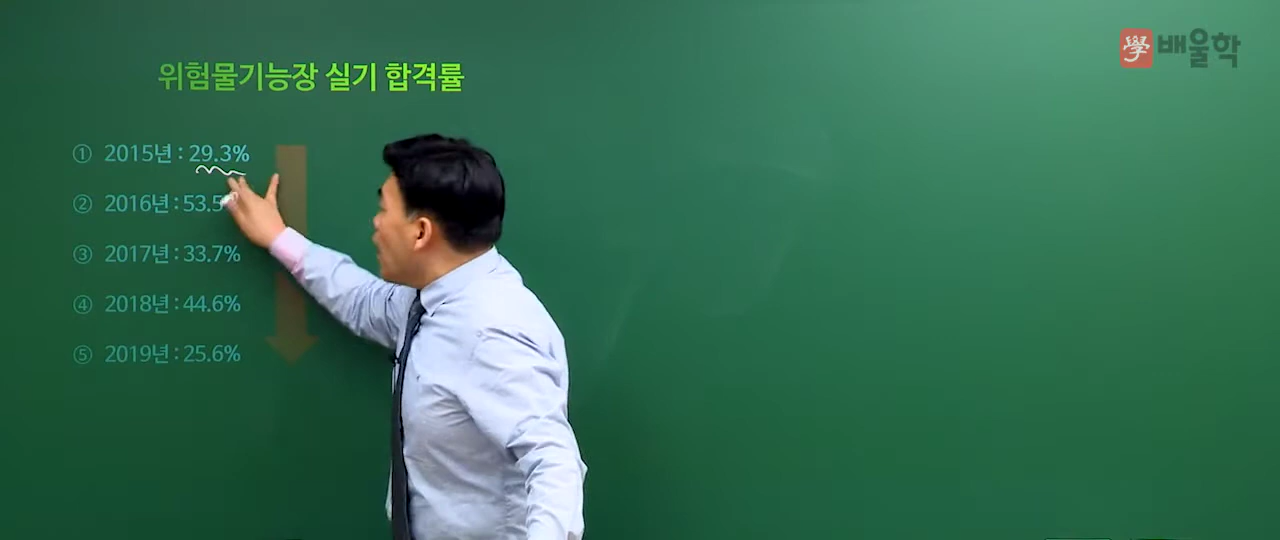 위험물기능장 실기 합격률
學 배울학
① 2015년 : 29.3%
② 2016년 : 53.5
③ 2017년 : 33.7%
④ 2018년 : 44.6%
⑤ 2019년 : 25.6%